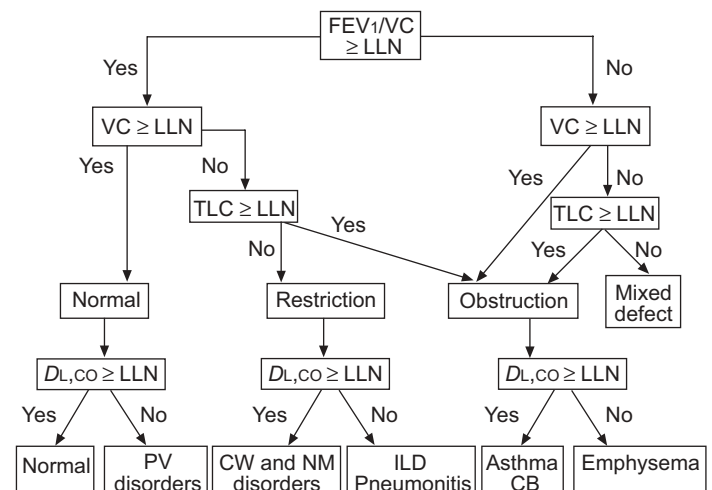 FEV1/VC
≥ LLN
Yes
No
VC ≥ LLN
VC ≥ LLN
Yes
No
Yes
No
TLC ≥ LLN
TLC ≥ LLN
No
Yes
Yes
No
Normal
Restriction
Obstruction
Mixed
defect
DL,CO ≥ LLN
DL,CO ≥ LLN
DL,CO ≥ LLN
Yes
No
Yes
No
Yes
No
Normal
PV
disorders
CW and NM
disorders
ILD
Pneumonitis
Asthma
CB
Emphysema